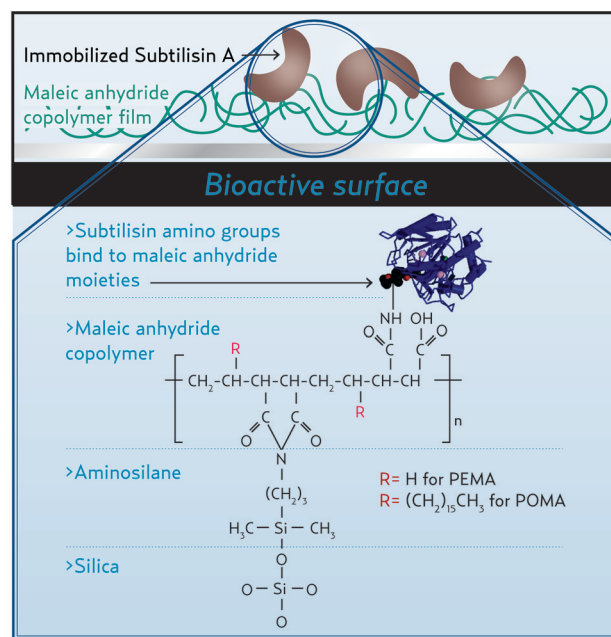 Immobilized Subtilisin A
Maleic anhydride
copolymer film
Bioactive surface
>Subtilisin amino groups
bind to maleic anhydride
moieties
NH OH
O C C O
>Maleic anhydride
copolymer
R
CH₂–CH–CH–CH–CH₂–CH–CH–CH
R
n
C C
O O
N
>Aminosilane
(CH₂)₃
H₃C–Si–CH₃
R= H for PEMA
R= (CH₂)₁₅CH₃ for POMA
>Silica
O
O–Si–O
O